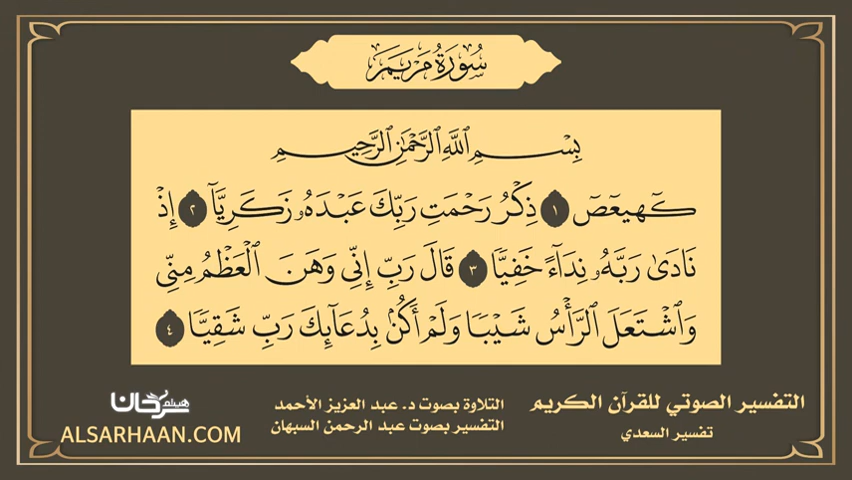 سُورَةُ مَرْيَمَ
بِسْمِ ٱللَّهِ ٱلرَّحْمَٰنِ ٱلرَّحِيمِ
كٓهيعٓصٓ ١ ذِكْرُ رَحْمَتِ رَبِّكَ عَبْدَهُۥ زَكَرِيَّآ ٢ إِذْ
نَادَىٰ رَبَّهُۥ نِدَآءً خَفِيًّا ٣ قَالَ رَبِّ إِنِّى وَهَنَ ٱلْعَظْمُ مِنِّى
وَٱشْتَعَلَ ٱلرَّأْسُ شَيْبًا وَلَمْ أَكُنۢ بِدُعَآئِكَ رَبِّ شَقِيًّا ٤
التفسير الصوتي للقرآن الكريم
تفسير السعدي
التلاوة بصوت د. عبد العزيز الأحمد
التفسير بصوت عبد الرحمن السبهان
هيثم سرحان
ALSARHAAN.COM